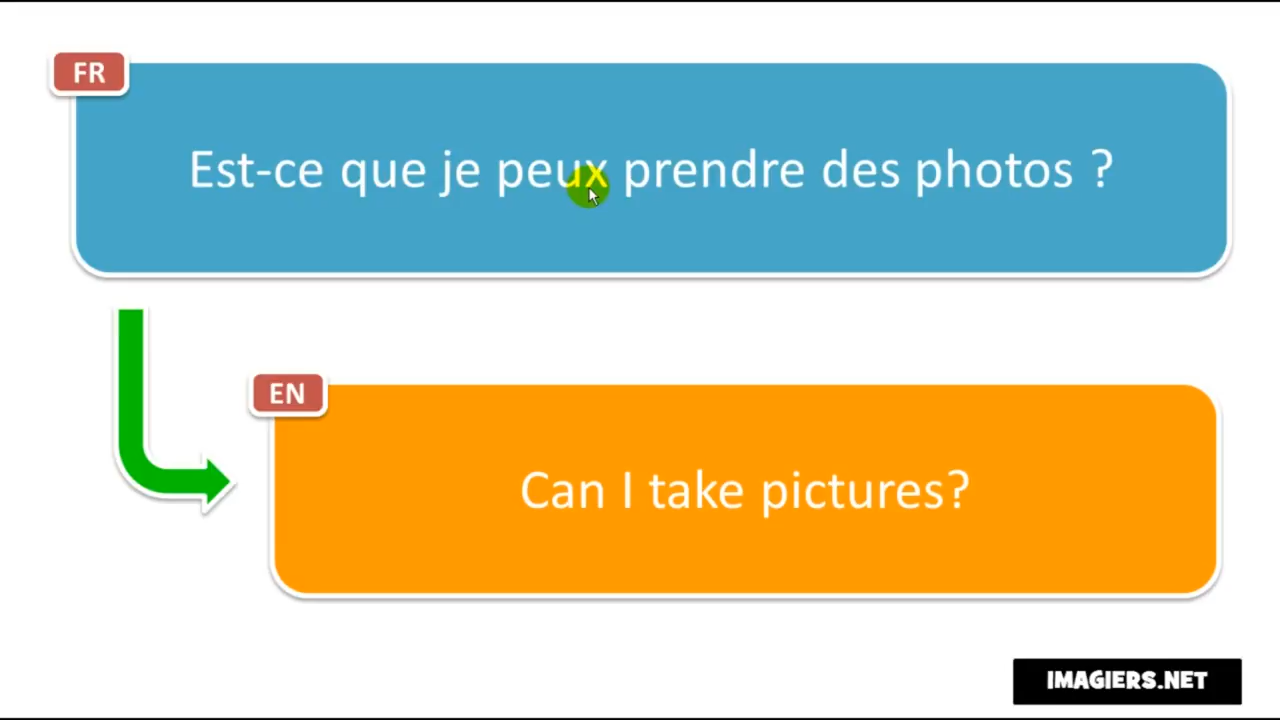 FR
Est-ce que je peux prendre des photos ?
EN
Can I take pictures?
IMAGIERS.NET